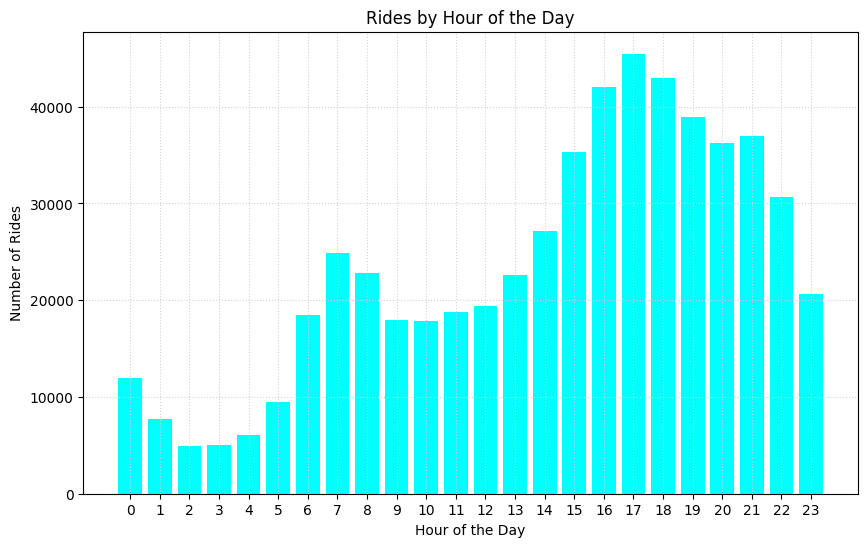 Rides by Hour of the Day
Number of Rides
40000
30000
20000
10000
0
0 1 2 3 4 5 6 7 8 9 10 11 12 13 14 15 16 17 18 19 20 21 22 23
Hour of the Day